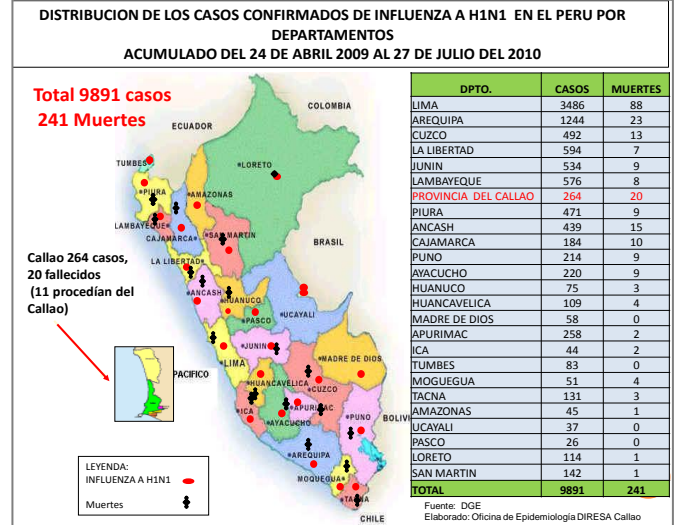 DISTRIBUCION DE LOS CASOS CONFIRMADOS DE INFLUENZA A H1N1 EN EL PERU POR
DEPARTAMENTOS
ACUMULADO DEL 24 DE ABRIL 2009 AL 27 DE JULIO DEL 2010
Total 9891 casos
241 Muertes
COLOMBIA
ECUADOR
TUMBES
LORETO
PIURA
AMAZONAS
LAMBAYEQUE
SAN MARTIN
CAJAMARCA
BRASIL
LA LIBERTAD
ANCASH
HUANUCO
UCAYALI
PASCO
JUNIN
MADRE DE DIOS
LIMA
PACIFICO
HUANCAVELICA
CUZCO
ICA
APURIMAC
AYACUCHO
PUNO
BOLIVI
AREQUIPA
MOQUEGUA
TACNA
CHILE
Callao 264 casos,
20 fallecidos
(11 procedían del
Callao)
LEYENDA:
INFLUENZA A H1N1
Muertes
DPTO. CASOS MUERTES
LIMA 3486 88
AREQUIPA 1244 23
CUZCO 492 13
LA LIBERTAD 594 7
JUNIN 534 9
LAMBAYEQUE 576 8
PROVINCIA DEL CALLAO 264 20
PIURA 471 9
ANCASH 439 15
CAJAMARCA 184 10
PUNO 214 9
AYACUCHO 220 9
HUANUCO 75 3
HUANCAVELICA 109 4
MADRE DE DIOS 58 0
APURIMAC 258 2
ICA 44 2
TUMBES 83 0
MOGUEGUA 51 4
TACNA 131 3
AMAZONAS 45 1
UCAYALI 37 0
PASCO 26 0
LORETO 114 1
SAN MARTIN 142 1
TOTAL 9891 241
Fuente: DGE
Elaborado: Oficina de Epidemiología DIRESA Callao